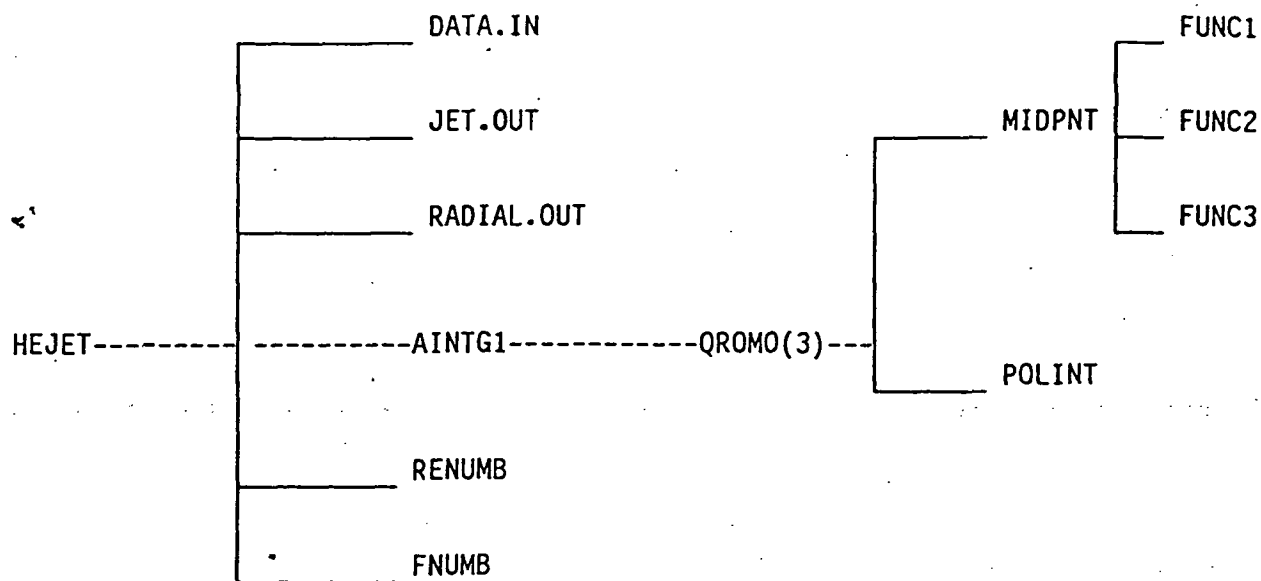 DATA.IN
FUNC1
JET.OUT
MIDPNT
FUNC2
RADIAL.OUT
FUNC3
HEJET
AINTG1
QROMO(3)
POLINT
RENUMB
FNUMB